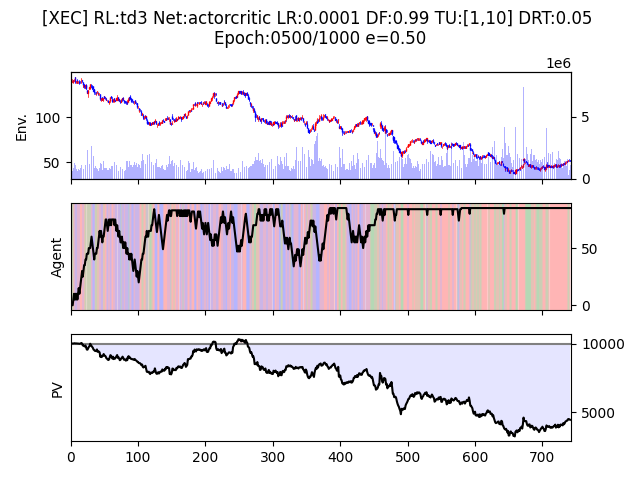 [XEC] RL:td3 Net:actorcritic LR:0.0001 DF:0.99 TU:[1,10] DRT:0.05
Epoch:0500/1000 e=0.50
1e6
Env.
100
50
5
0
Agent
50
0
PV
10000
5000
0 100 200 300 400 500 600 700